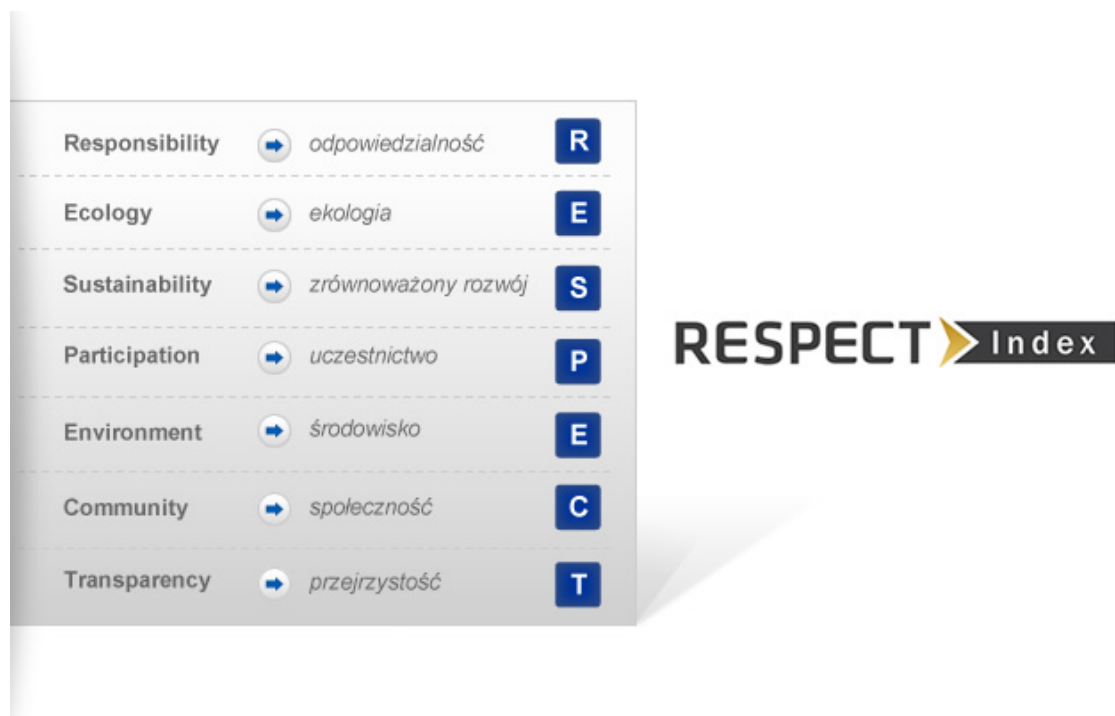 Responsibility odpowiedzialność R
Ecology ekologia E
Sustainability zrównoważony rozwój S
Participation uczestnictwo P
Environment środowisko E
Community społeczność C
Transparency przejrzystość T
RESPECT Index